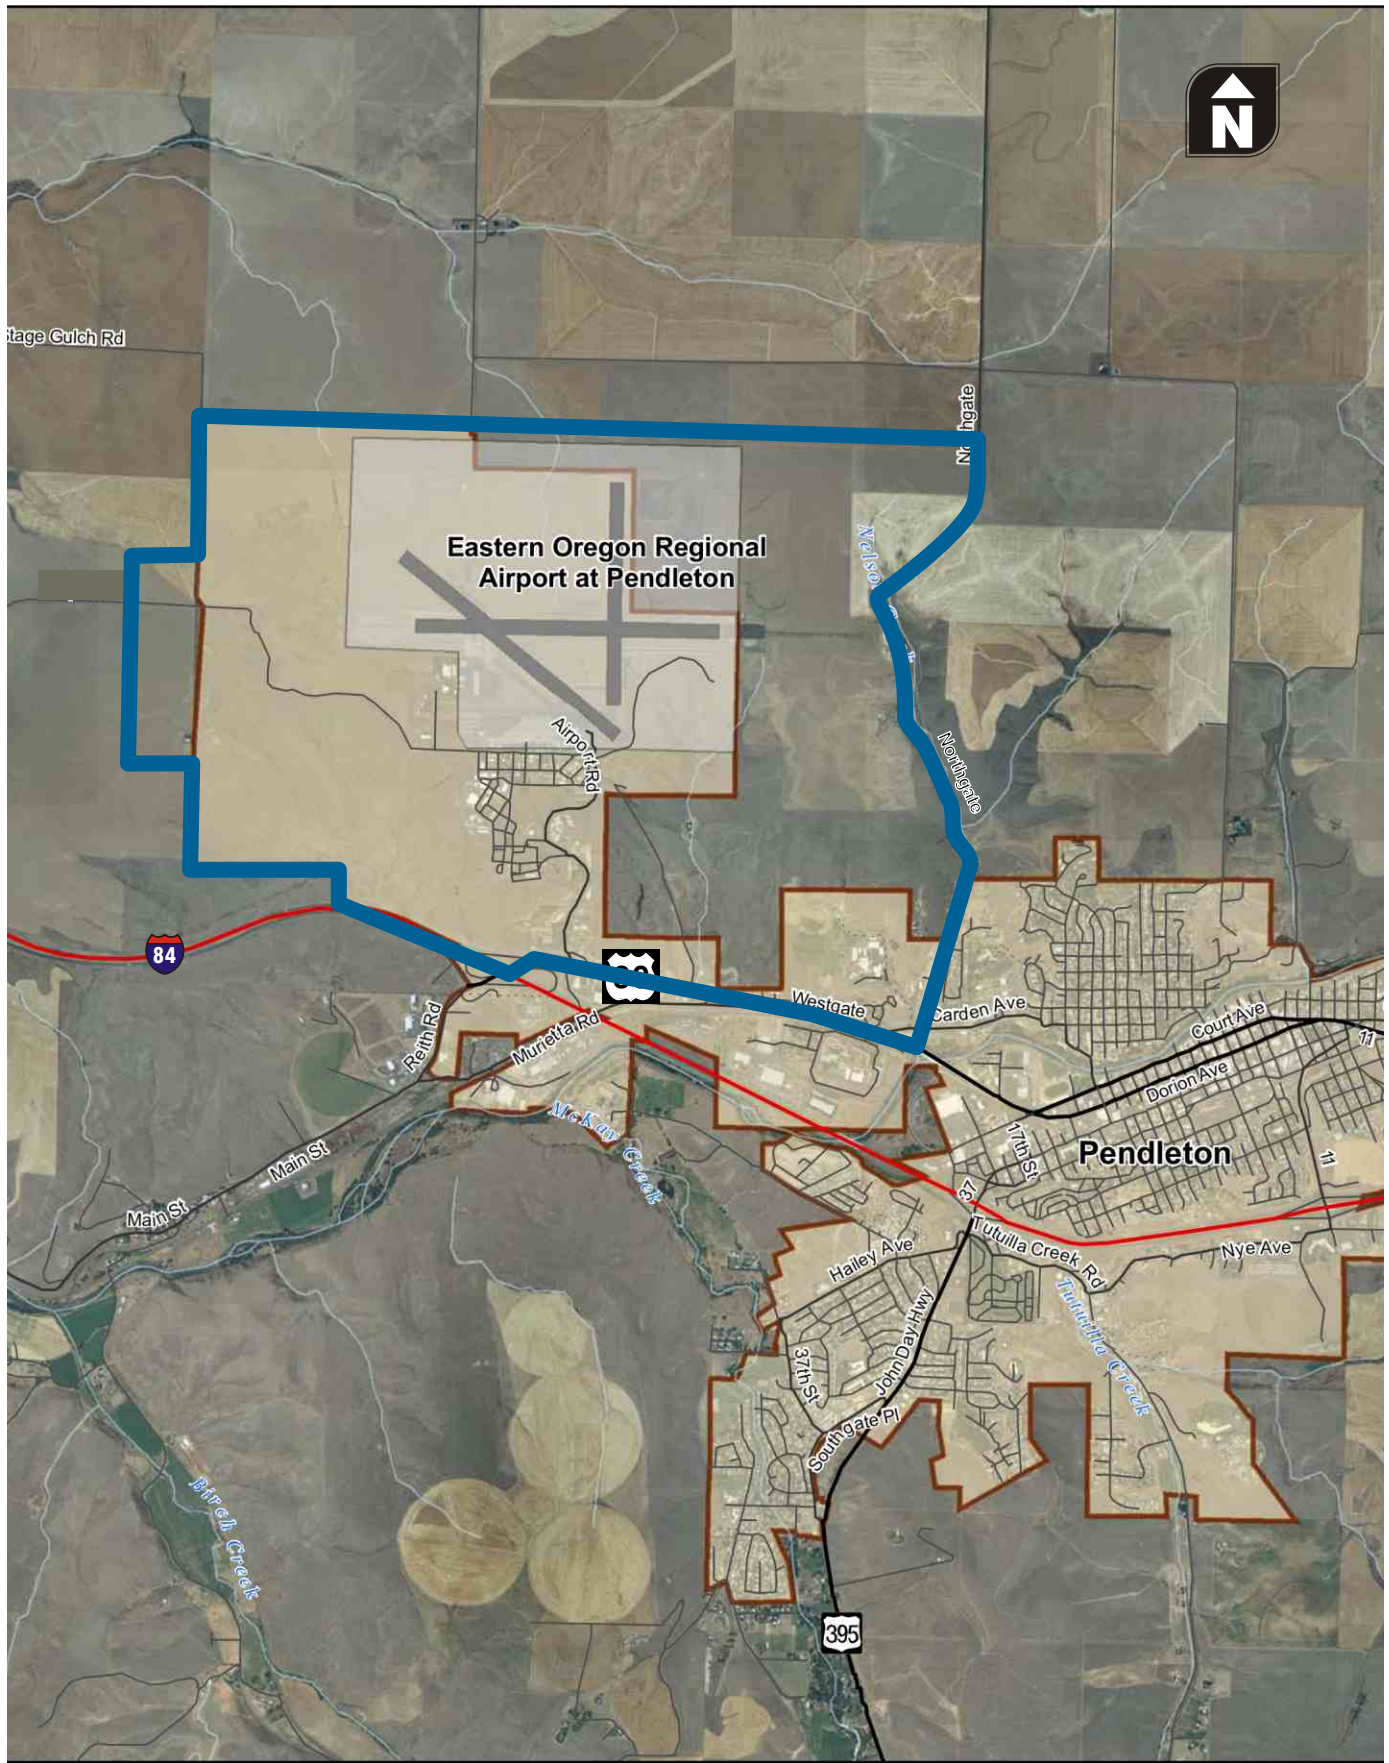 N
Stage Gulch Rd
Eastern Oregon Regional
Airport at Pendleton
Airport Rd
Northgate
84
Westgate
Carden Ave
Court Ave
11
Dorion Ave
Reith Rd
Murietta Rd
McKay Creek
Main St
Main St
17th St
Pendleton
11
37
Tutuilla Creek Rd
Nye Ave
Hailey Ave
John Day Hwy
Tutuilla Creek
37th St
Southgate Pl
Birch Creek
395